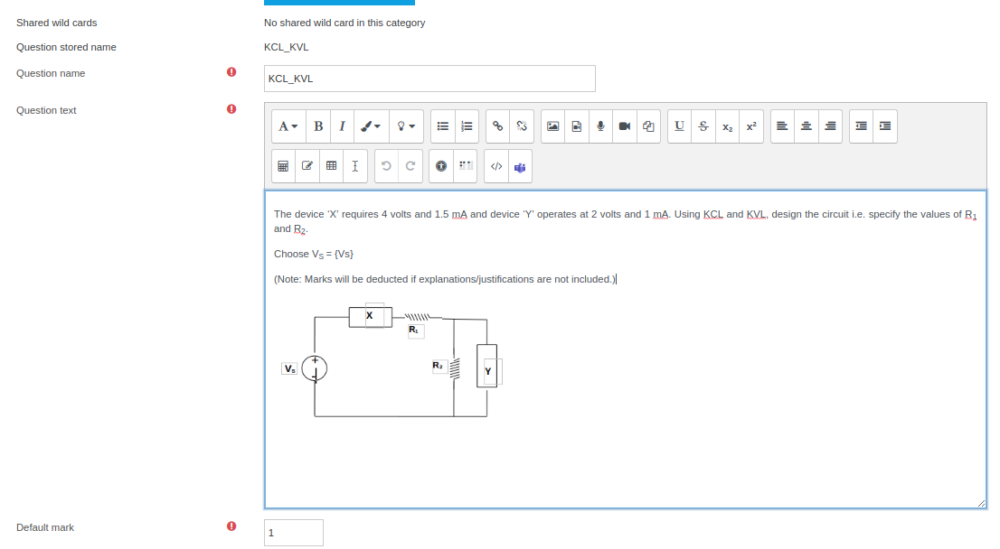 Shared wild cards No shared wild card in this category
Question stored name KCL_KVL
Question name KCL_KVL
Question text
A B I
U S x₂ x²
</>
The device 'X' requires 4 volts and 1.5 mA and device 'Y' operates at 2 volts and 1 mA. Using KCL and KVL, design the circuit i.e. specify the values of R₁
and R₂.
Choose Vₛ = {Vs}
(Note: Marks will be deducted if explanations/justifications are not included.)
X
R₁
R₂
Vₛ
Y
Default mark 1